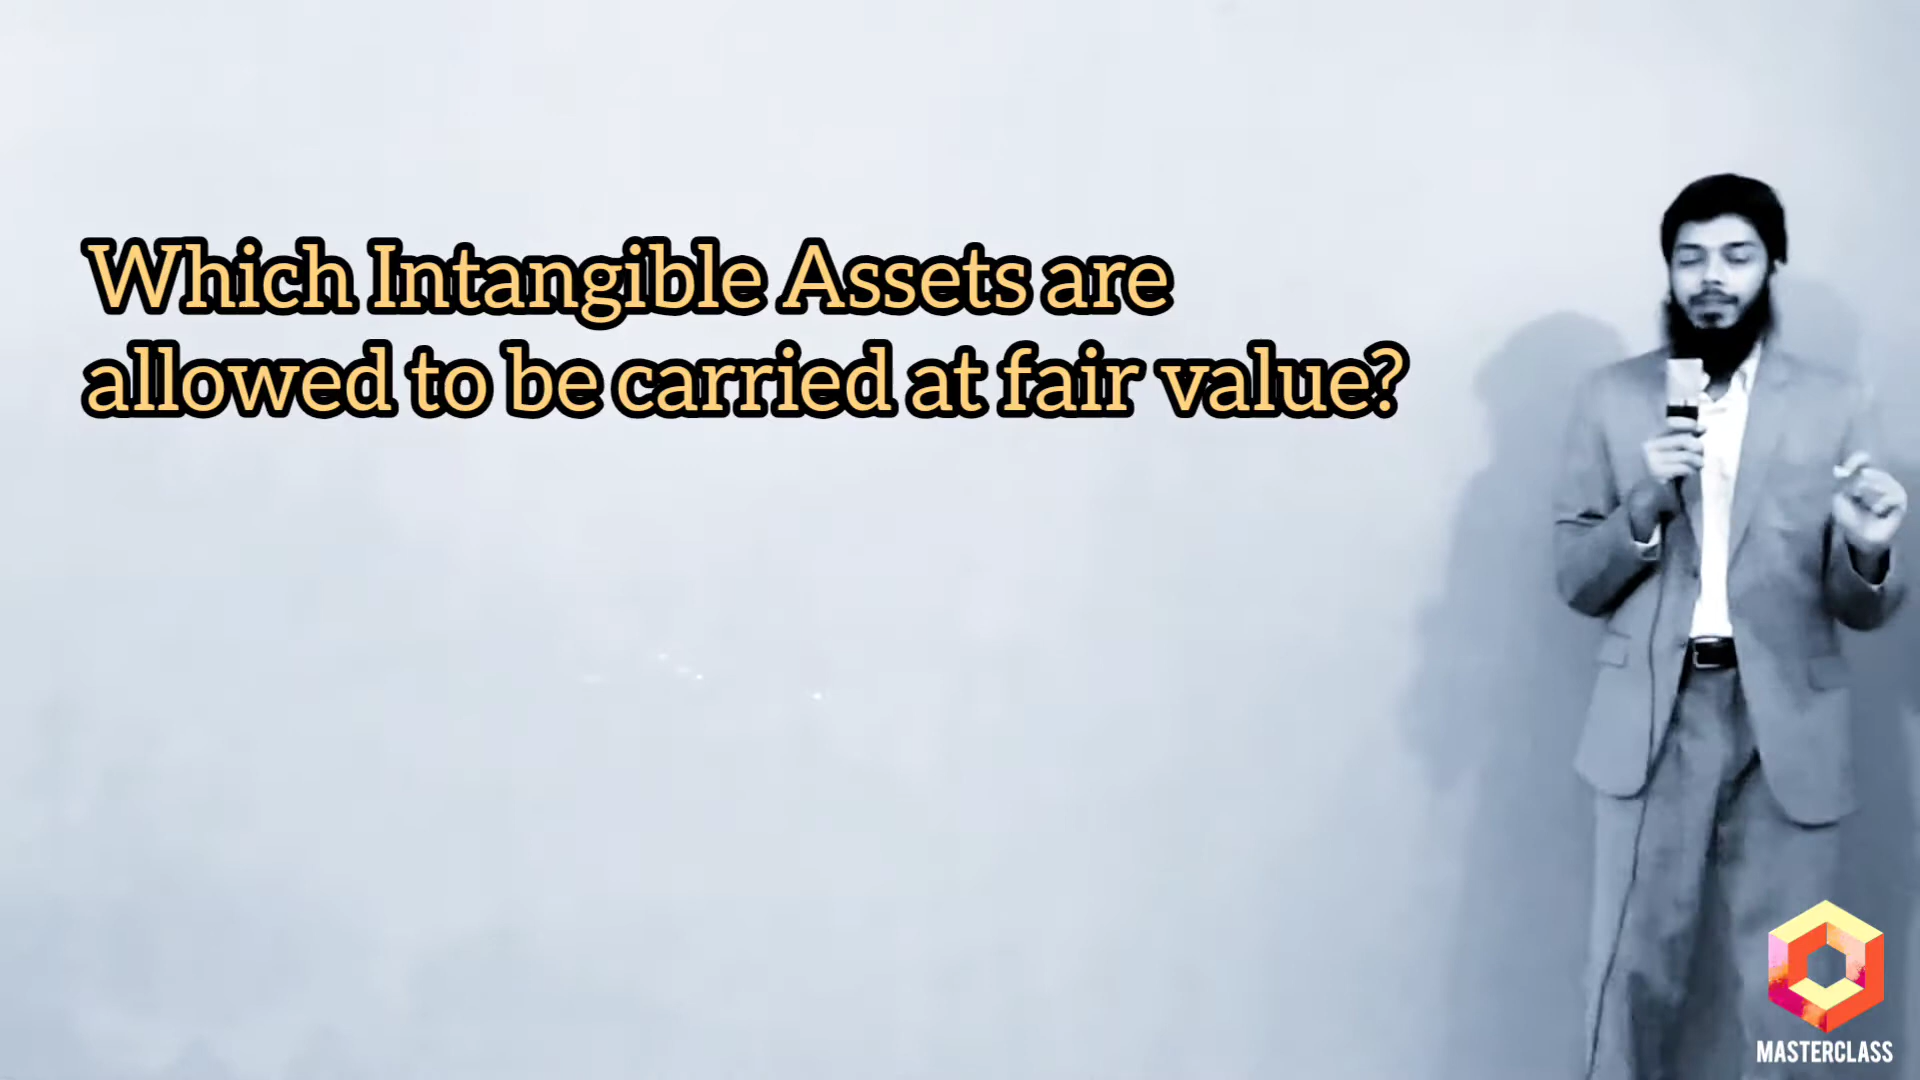 Which Intangible Assets are
allowed to be carried at fair value?
MASTERCLASS